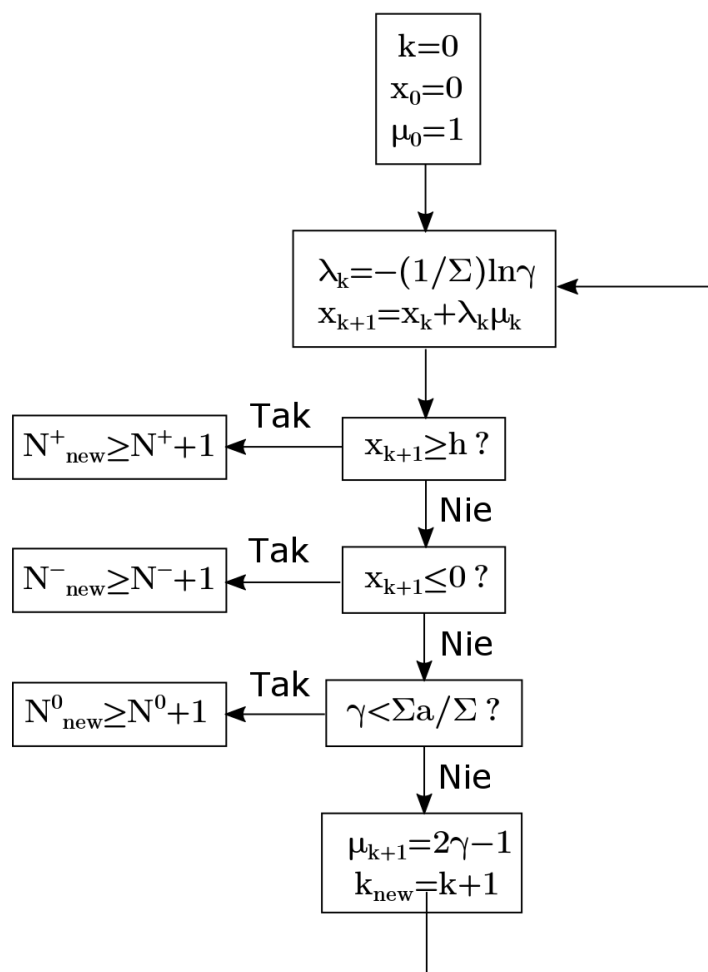 k=0
x₀=0
μ₀=1
λₖ=−(1/Σ)lnγ
xₖ₊₁=xₖ+λₖμₖ
Tak
N⁺new≥N⁺+1
xₖ₊₁≥h ?
Nie
Tak
N⁻new≥N⁻+1
xₖ₊₁≤0 ?
Nie
Tak
N⁰new≥N⁰+1
γ<Σa/Σ ?
Nie
μₖ₊₁=2γ−1
knew=k+1